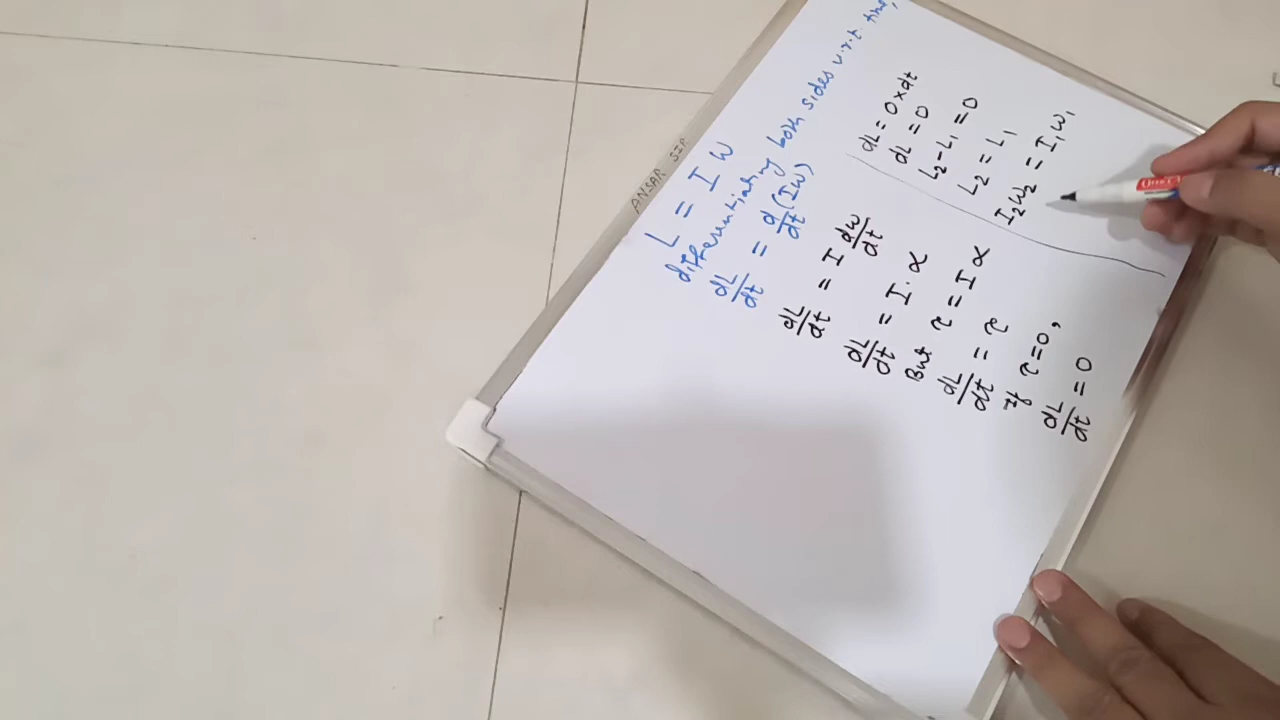 ANSAR SIR
L = I ω
differentiating both sides w.r.t time,
dL/dt = d/dt (Iω)
dL/dt = I dω/dt
dL/dt = I . α
But τ = I α
dL/dt = τ
If τ = 0,
dL/dt = 0
dL = 0 × dt
dL = 0
L₂ - L₁ = 0
L₂ = L₁
I₂ω₂ = I₁ω₁